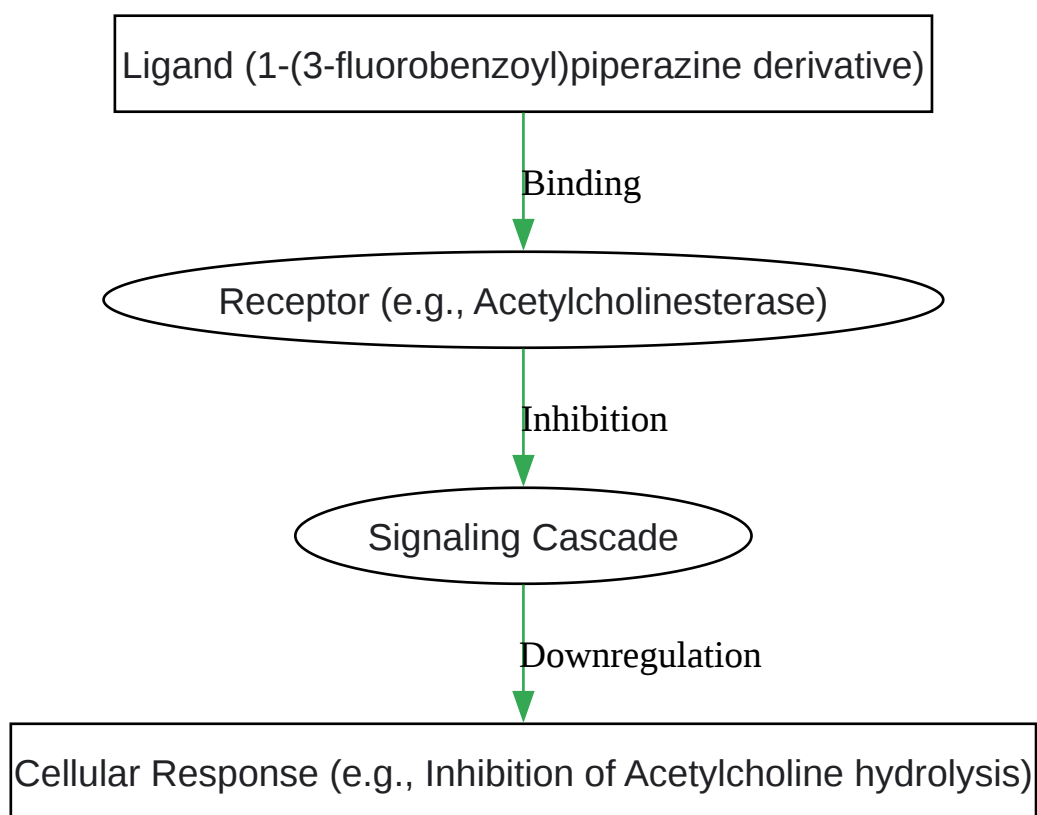 Ligand (1-(3-fluorobenzoyl)piperazine derivative)
Binding
Receptor (e.g., Acetylcholinesterase)
Inhibition
Signaling Cascade
Downregulation
Cellular Response (e.g., Inhibition of Acetylcholine hydrolysis)